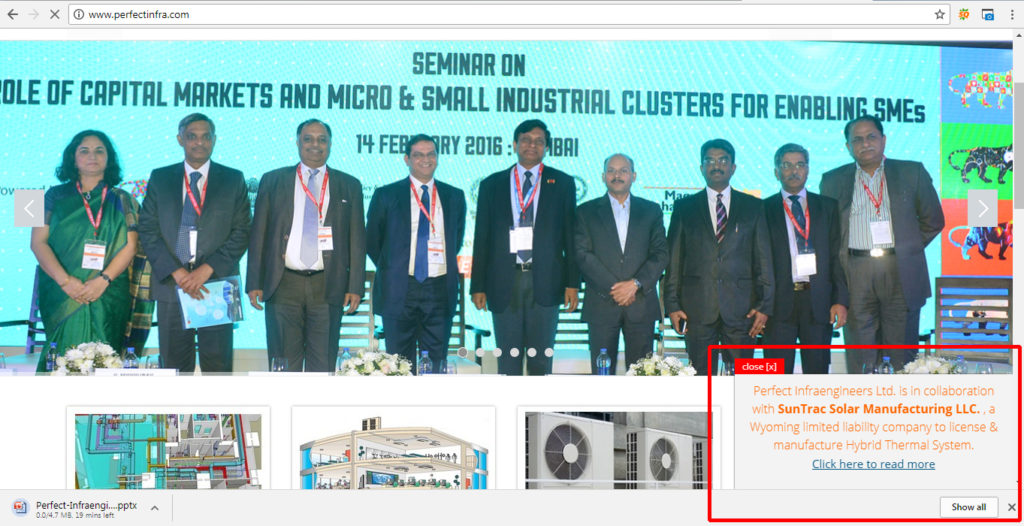 www.perfectinfra.com
SEMINAR ON
OLE OF CAPITAL MARKETS AND MICRO & SMALL INDUSTRIAL CLUSTERS FOR ENABLING SMEs
14 FEBRUARY 2016 :
close [x]
Perfect Infraengineers Ltd. is in collaboration
with SunTrac Solar Manufacturing LLC. , a
Wyoming limited liability company to license &
manufacture Hybrid Thermal System.
Click here to read more
Perfect-Infraengi....pptx
0.0/4.7 MB, 19 mins left
Show all